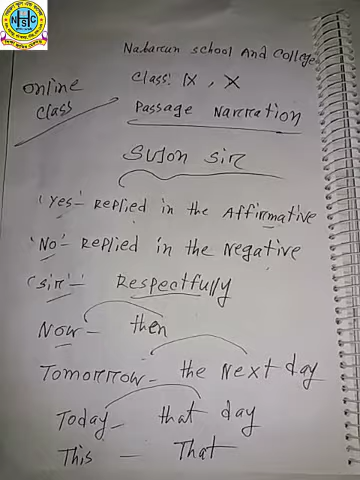 Nabarun school And College
Class: IX, X
online
class
Passage Narration
Sujon sir
'Yes' - Replied in the Affirmative
'No' - Replied in the Negative
'sir' - Respectfully
Now - then
Tomorrow - the Next day
Today - that day
This - That